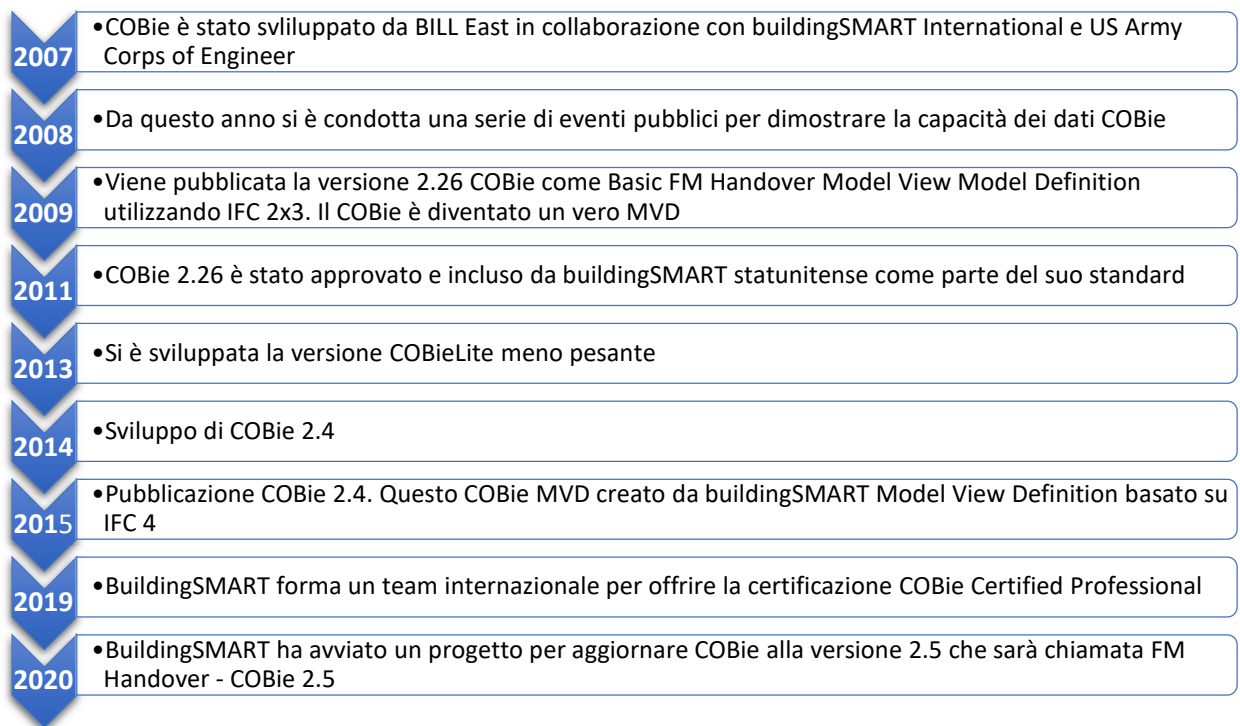 2007
•COBie è stato svliluppato da BILL East in collaborazione con buildingSMART International e US Army
Corps of Engineer
2008
•Da questo anno si è condotta una serie di eventi pubblici per dimostrare la capacità dei dati COBie
2009
•Viene pubblicata la versione 2.26 COBie come Basic FM Handover Model View Model Definition
utilizzando IFC 2x3. Il COBie è diventato un vero MVD
2011
•COBie 2.26 è stato approvato e incluso da buildingSMART statunitense come parte del suo standard
2013
•Si è sviluppata la versione COBieLite meno pesante
2014
•Sviluppo di COBie 2.4
2015
•Pubblicazione COBie 2.4. Questo COBie MVD creato da buildingSMART Model View Definition basato su
IFC 4
2019
•BuildingSMART forma un team internazionale per offrire la certificazione COBie Certified Professional
2020
•BuildingSMART ha avviato un progetto per aggiornare COBie alla versione 2.5 che sarà chiamata FM
Handover - COBie 2.5